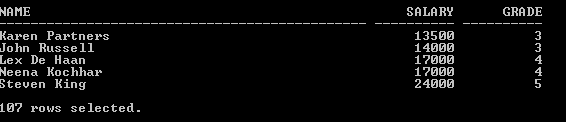 NAME SALARY GRADE
Karen Partners 13500 3
John Russell 14000 3
Lex De Haan 17000 4
Neena Kochhar 17000 4
Steven King 24000 5
107 rows selected.